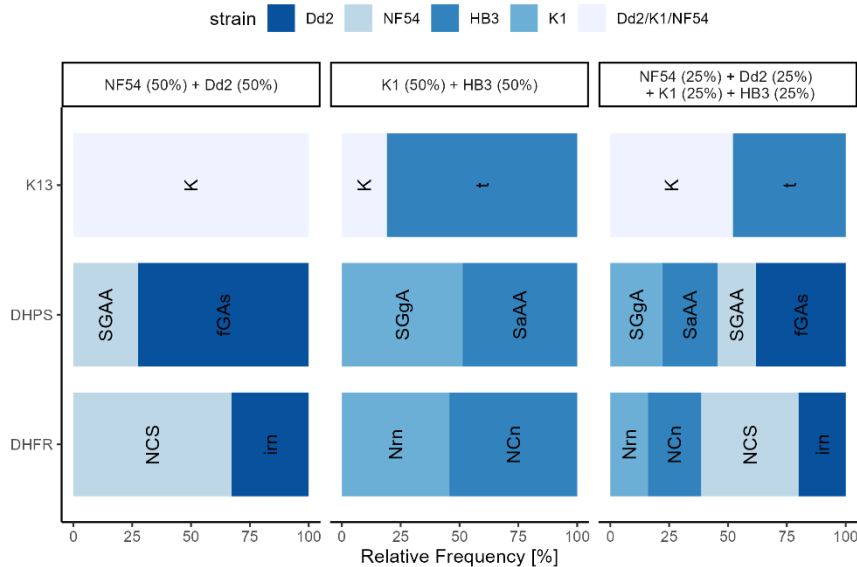 strain Dd2 NF54 HB3 K1 Dd2/K1/NF54
NF54 (50%) + Dd2 (50%)
K1 (50%) + HB3 (50%)
NF54 (25%) + Dd2 (25%)
+ K1 (25%) + HB3 (25%)
K13
K
K
t
K
t
DHPS
SGAA
fGAs
SGgA
SaAA
SGgA
SaAA
SGAA
fGAs
DHFR
NCS
irn
Nrn
NCn
Nrn
NCn
NCS
irn
0 25 50 75 100
0 25 50 75 100
0 25 50 75 100
Relative Frequency [%]